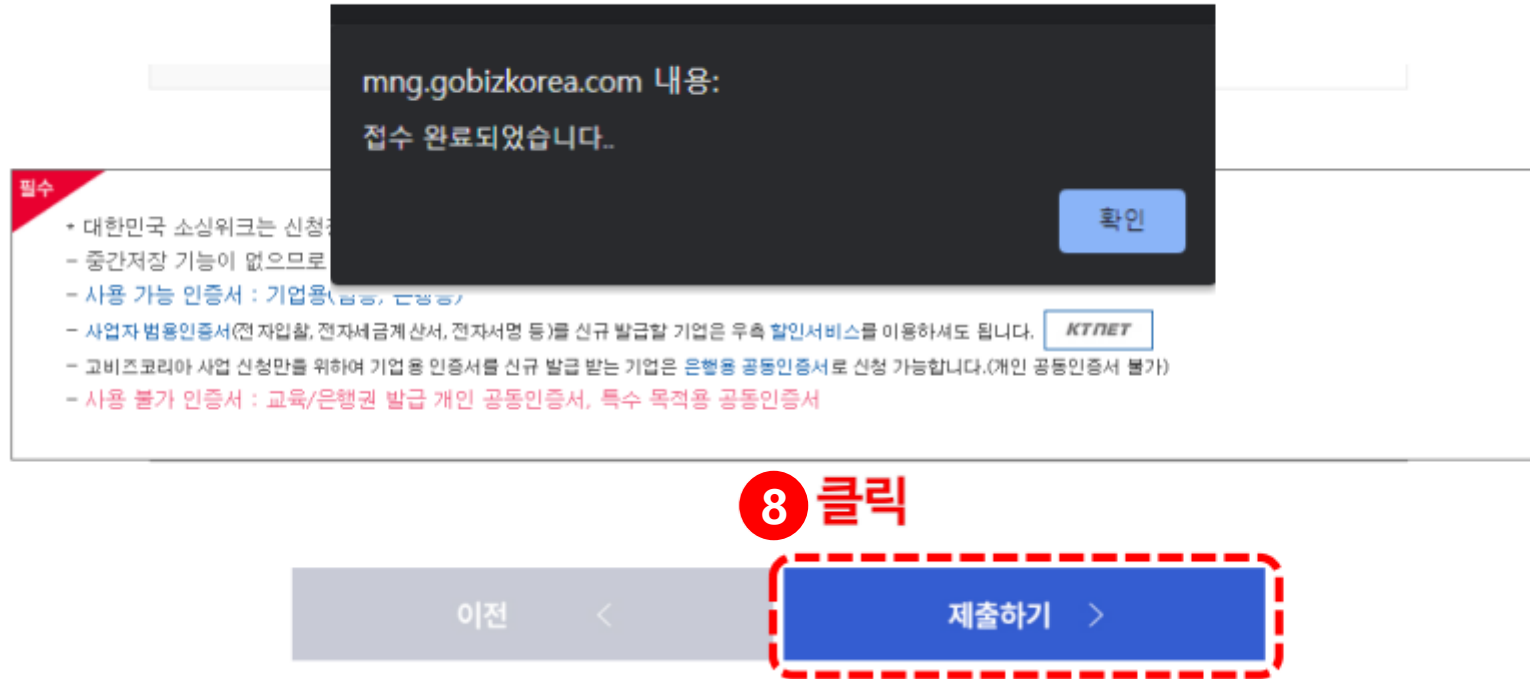 mng.gobizkorea.com 내용:
접수 완료되었습니다..
확인
필수
* 대한민국 소싱위크는 신청
- 중간저장 기능이 없으므로
- 사용 가능 인증서 : 기업용(범용, 은행용)
- 사업자 범용인증서(전자입찰, 전자세금계산서, 전자서명 등)를 신규 발급할 기업은 우측 할인서비스를 이용하셔도 됩니다. KTNET
- 고비즈코리아 사업 신청만를 위하여 기업용 인증서를 신규 발급 받는 기업은 은행용 공동인증서로 신청 가능합니다.(개인 공동인증서 불가)
- 사용 불가 인증서 : 교육/은행권 발급 개인 공동인증서, 특수 목적용 공동인증서
8 클릭
이전 <
제출하기 >